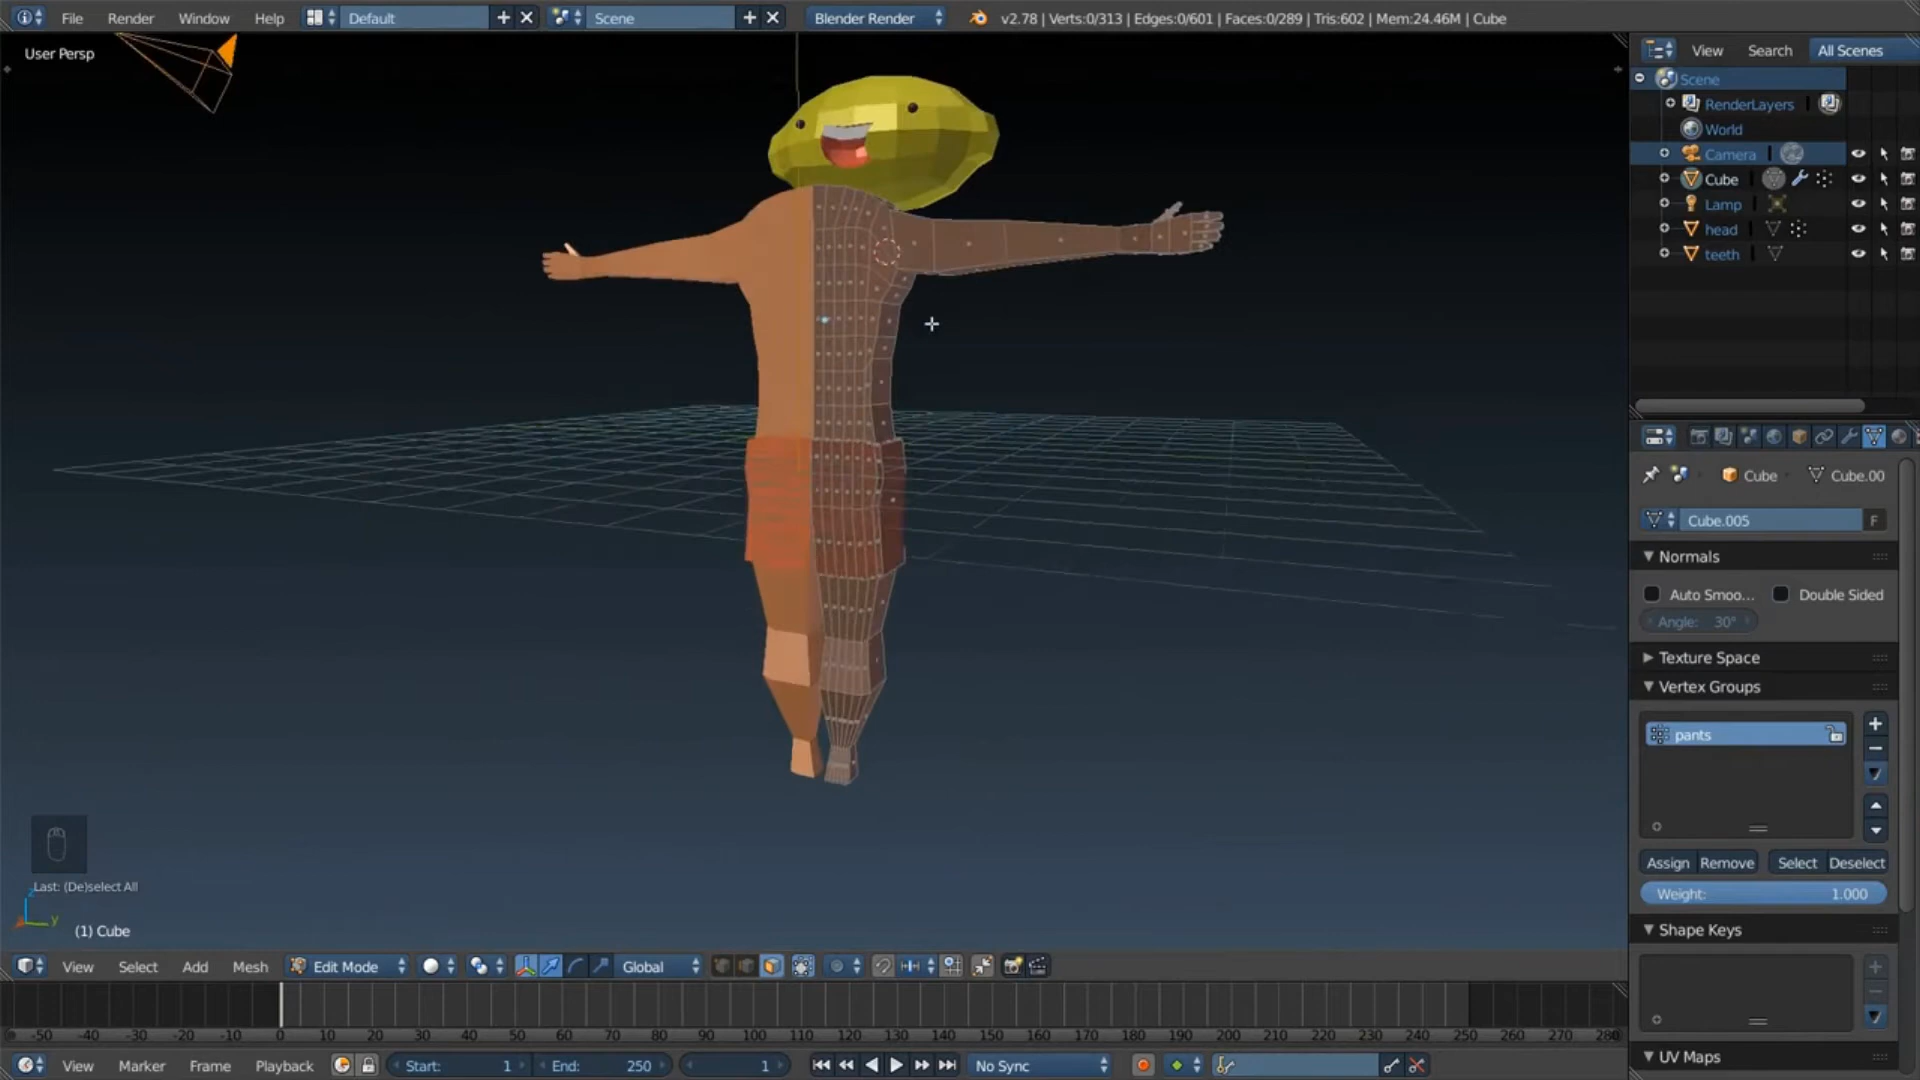 File Render Window Help Default Scene Blender Render v2.78 | Verts:0/313 | Edges:0/601 | Faces:0/289 | Tris:602 | Mem:24.46M | Cube
User Persp
View Search All Scenes
Scene
RenderLayers
World
Camera
Cube
Lamp
head
teeth
Cube Cube.00
Cube.005 F
Normals
Auto Smoo... Double Sided
Angle: 30°
Texture Space
Vertex Groups
pants
Assign Remove Select Deselect
Weight: 1.000
Shape Keys
UV Maps
Last: (De)select All
z
y
(1) Cube
View Select Add Mesh Edit Mode Global
-50 -40 -30 -20 -10 0 10 20 30 40 50 60 70 80 90 100 110 120 130 140 150 160 170 180 190 200 210 220 230 240 250 260 270 280
View Marker Frame Playback Start: 1 End: 250 1 No Sync